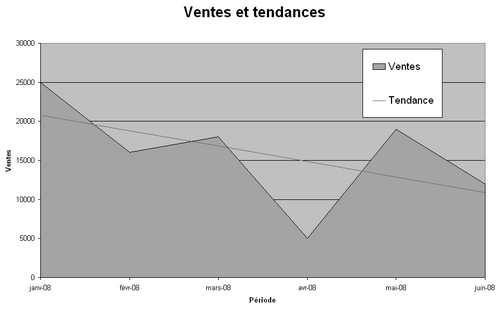 Ventes et tendances
30000
25000
20000
15000
10000
5000
0
Ventes
Ventes
Tendance
janv-08 févr-08 mars-08 avr-08 mai-08 juin-08
Période